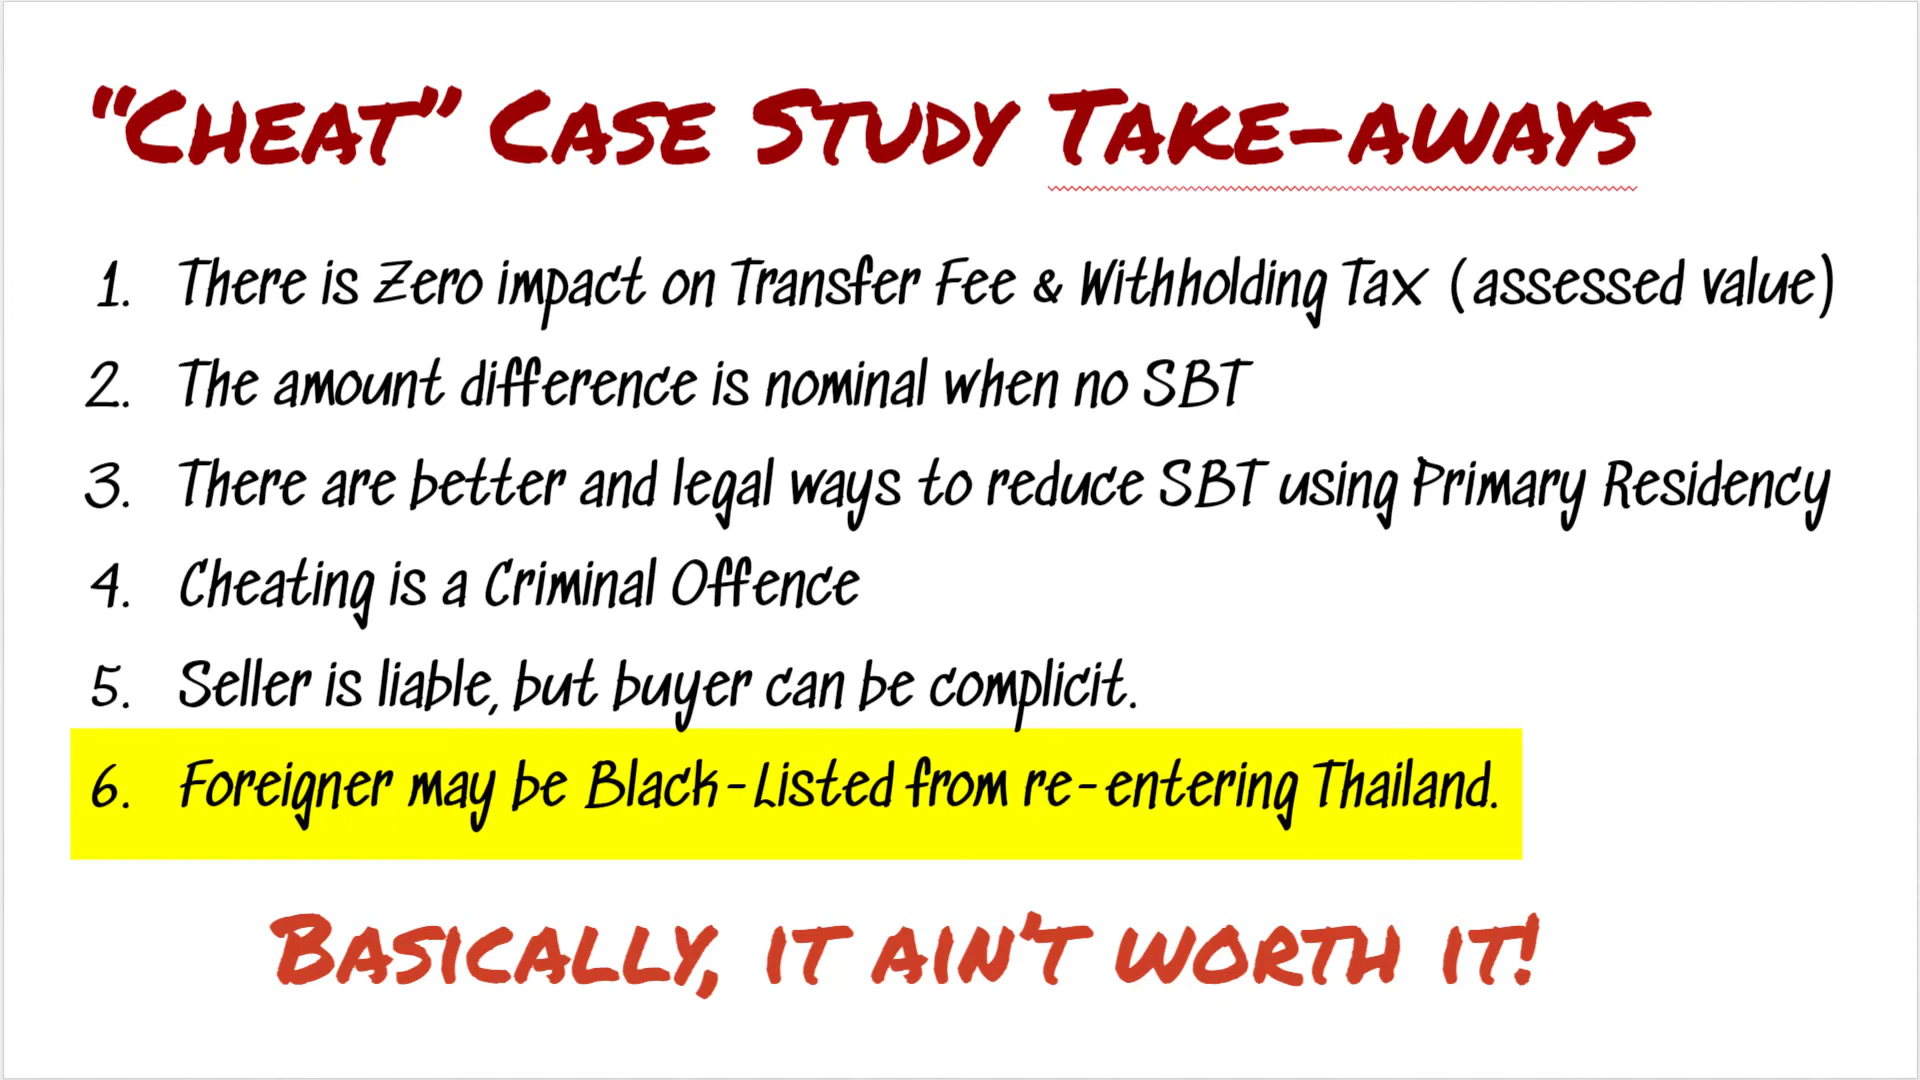 “Cheat” Case Study Take-aways
1. There is Zero impact on Transfer Fee & Withholding Tax (assessed value)
2. The amount difference is nominal when no SBT
3. There are better and legal ways to reduce SBT using Primary Residency
4. Cheating is a Criminal Offence
5. Seller is liable, but buyer can be complicit.
6. Foreigner may be Black-Listed from re-entering Thailand.
Basically, it ain't worth it!